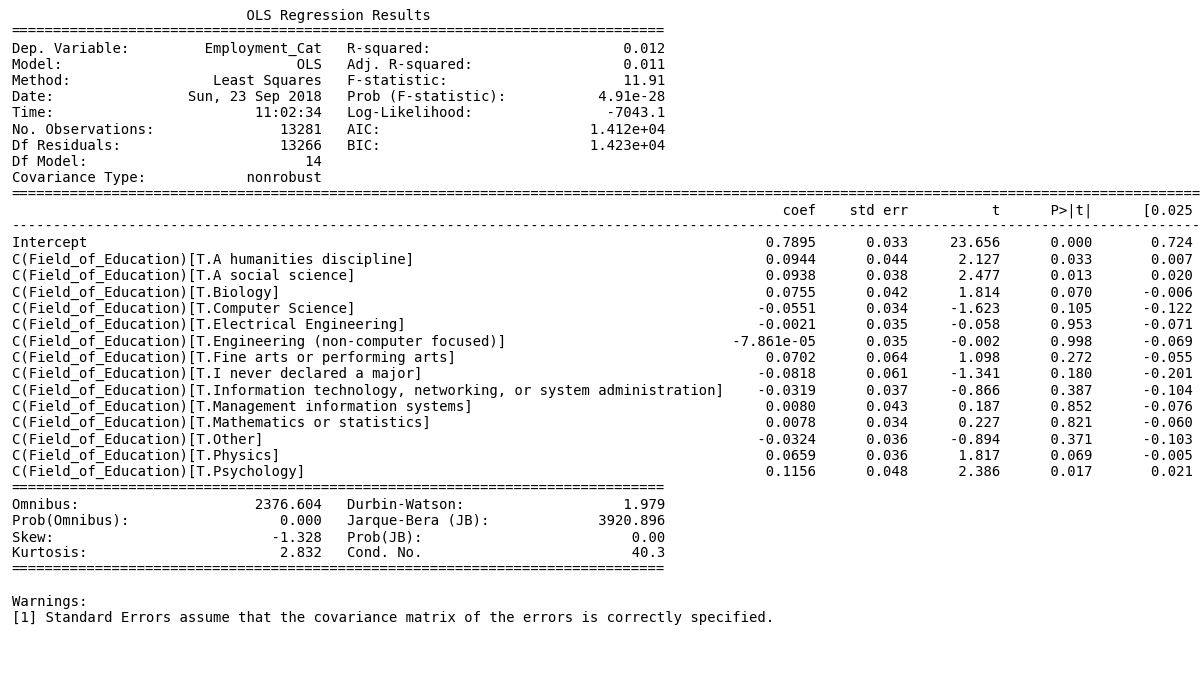 OLS Regression Results
==============================================================================
Dep. Variable:         Employment_Cat   R-squared:                       0.012
Model:                            OLS   Adj. R-squared:                  0.011
Method:                 Least Squares   F-statistic:                     11.91
Date:                Sun, 23 Sep 2018   Prob (F-statistic):           4.91e-28
Time:                        11:02:34   Log-Likelihood:                -7043.1
No. Observations:               13281   AIC:                         1.412e+04
Df Residuals:                   13266   BIC:                         1.423e+04
Df Model:                          14
Covariance Type:            nonrobust
==============================================================================================================================================
                                                                                            coef    std err          t      P>|t|      [0.025
----------------------------------------------------------------------------------------------------------------------------------------------
Intercept                                                                                 0.7895      0.033     23.656      0.000       0.724
C(Field_of_Education)[T.A humanities discipline]                                          0.0944      0.044      2.127      0.033       0.007
C(Field_of_Education)[T.A social science]                                                 0.0938      0.038      2.477      0.013       0.020
C(Field_of_Education)[T.Biology]                                                          0.0755      0.042      1.814      0.070      -0.006
C(Field_of_Education)[T.Computer Science]                                                -0.0551      0.034     -1.623      0.105      -0.122
C(Field_of_Education)[T.Electrical Engineering]                                          -0.0021      0.035     -0.058      0.953      -0.071
C(Field_of_Education)[T.Engineering (non-computer focused)]                           -7.861e-05      0.035     -0.002      0.998      -0.069
C(Field_of_Education)[T.Fine arts or performing arts]                                     0.0702      0.064      1.098      0.272      -0.055
C(Field_of_Education)[T.I never declared a major]                                        -0.0818      0.061     -1.341      0.180      -0.201
C(Field_of_Education)[T.Information technology, networking, or system administration]    -0.0319      0.037     -0.866      0.387      -0.104
C(Field_of_Education)[T.Management information systems]                                   0.0080      0.043      0.187      0.852      -0.076
C(Field_of_Education)[T.Mathematics or statistics]                                        0.0078      0.034      0.227      0.821      -0.060
C(Field_of_Education)[T.Other]                                                           -0.0324      0.036     -0.894      0.371      -0.103
C(Field_of_Education)[T.Physics]                                                          0.0659      0.036      1.817      0.069      -0.005
C(Field_of_Education)[T.Psychology]                                                       0.1156      0.048      2.386      0.017       0.021
==============================================================================
Omnibus:                     2376.604   Durbin-Watson:                   1.979
Prob(Omnibus):                  0.000   Jarque-Bera (JB):             3920.896
Skew:                          -1.328   Prob(JB):                         0.00
Kurtosis:                       2.832   Cond. No.                         40.3
==============================================================================

Warnings:
[1] Standard Errors assume that the covariance matrix of the errors is correctly specified.